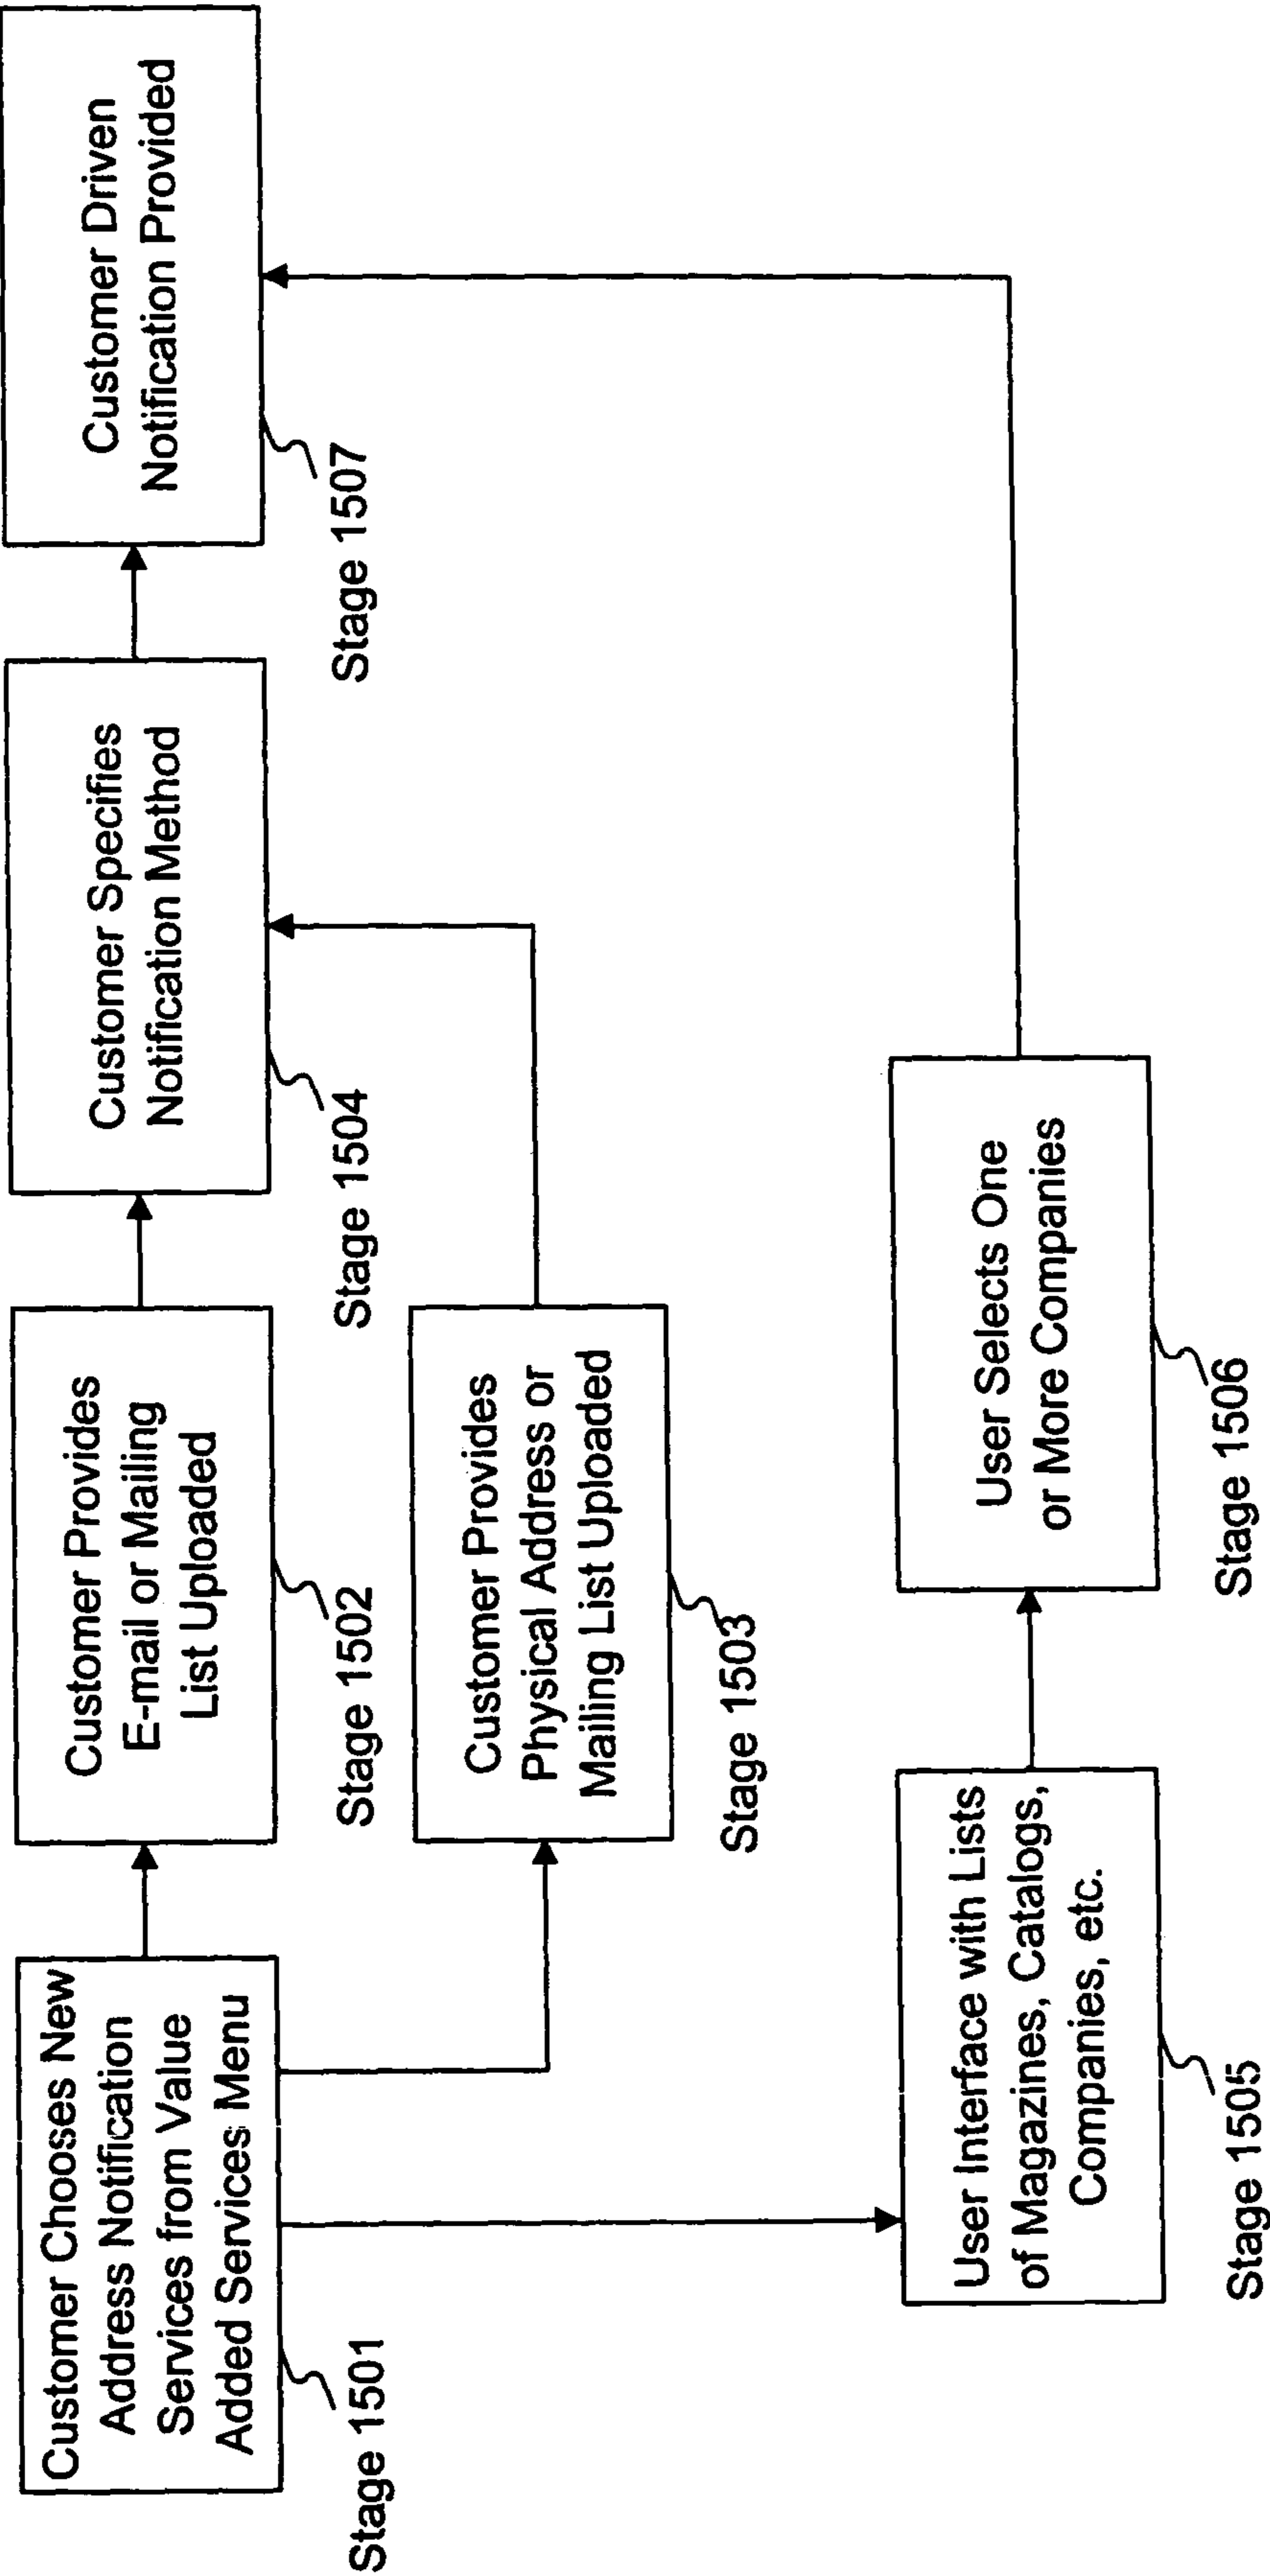 Customer Chooses New
Address Notification
Services from Value
Added Services Menu
Stage 1501
Customer Provides
E-mail or Mailing
List Uploaded
Stage 1502
Customer Specifies
Notification Method
Stage 1504
Customer Driven
Notification Provided
Stage 1507
Customer Provides
Physical Address or
Mailing List Uploaded
Stage 1503
User Interface with Lists
of Magazines, Catalogs,
Companies, etc.
Stage 1505
User Selects One
or More Companies
Stage 1506